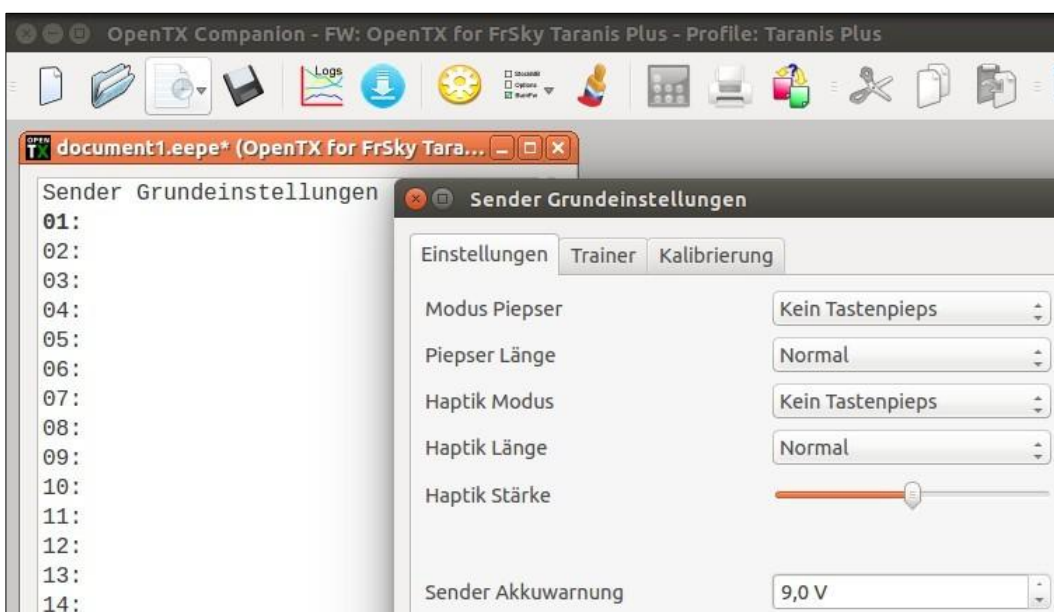 OpenTX Companion - FW: OpenTX for FrSky Taranis Plus - Profile: Taranis Plus
Logs
document1.eepe* (OpenTX for FrSky Tara...
Sender Grundeinstellungen
01:
02:
03:
04:
05:
06:
07:
08:
09:
10:
11:
12:
13:
14:
Sender Grundeinstellungen
Einstellungen Trainer Kalibrierung
Modus Piepser Kein Tastenpieps
Piepser Länge Normal
Haptik Modus Kein Tastenpieps
Haptik Länge Normal
Haptik Stärke
Sender Akkuwarnung 9,0 V